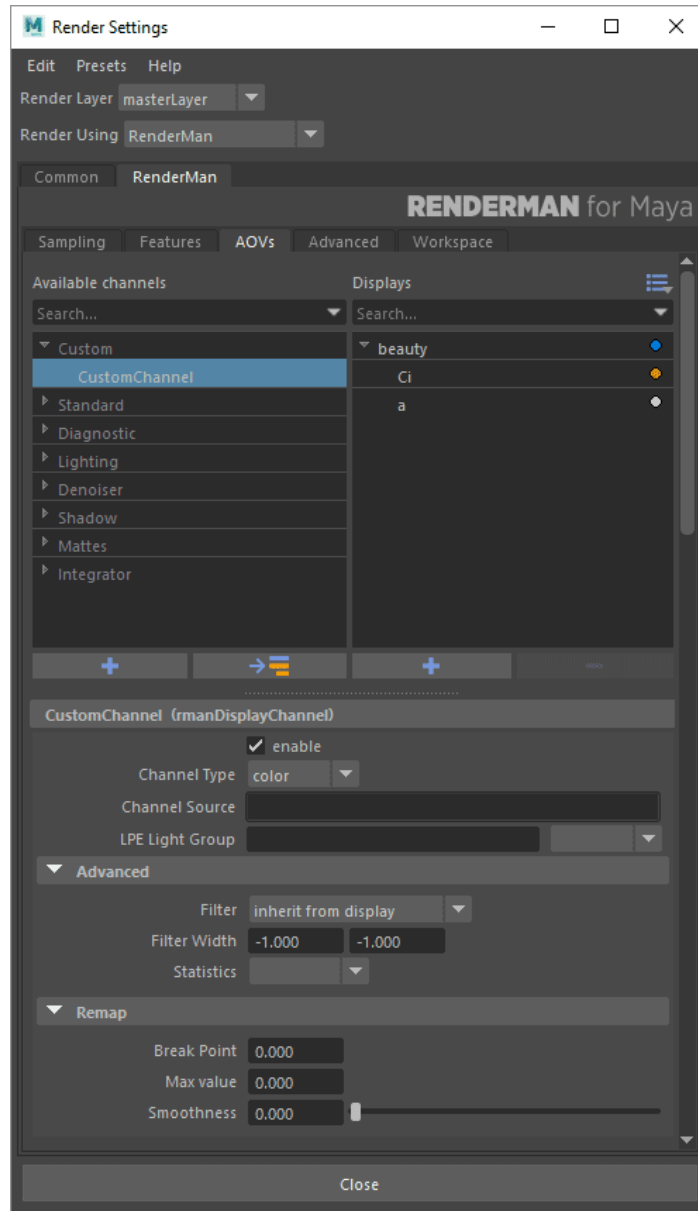 Render Settings
Edit Presets Help
Render Layer masterLayer
Render Using RenderMan
Common RenderMan
RENDERMAN for Maya
Sampling Features AOVs Advanced Workspace
Available channels Displays
Search... Search...
Custom beauty
CustomChannel Ci
Standard a
Diagnostic
Lighting
Denoiser
Shadow
Mattes
Integrator
CustomChannel (rmanDisplayChannel)
enable
Channel Type color
Channel Source
LPE Light Group
Advanced
Filter inherit from display
Filter Width -1.000 -1.000
Statistics
Remap
Break Point 0.000
Max value 0.000
Smoothness 0.000
Close